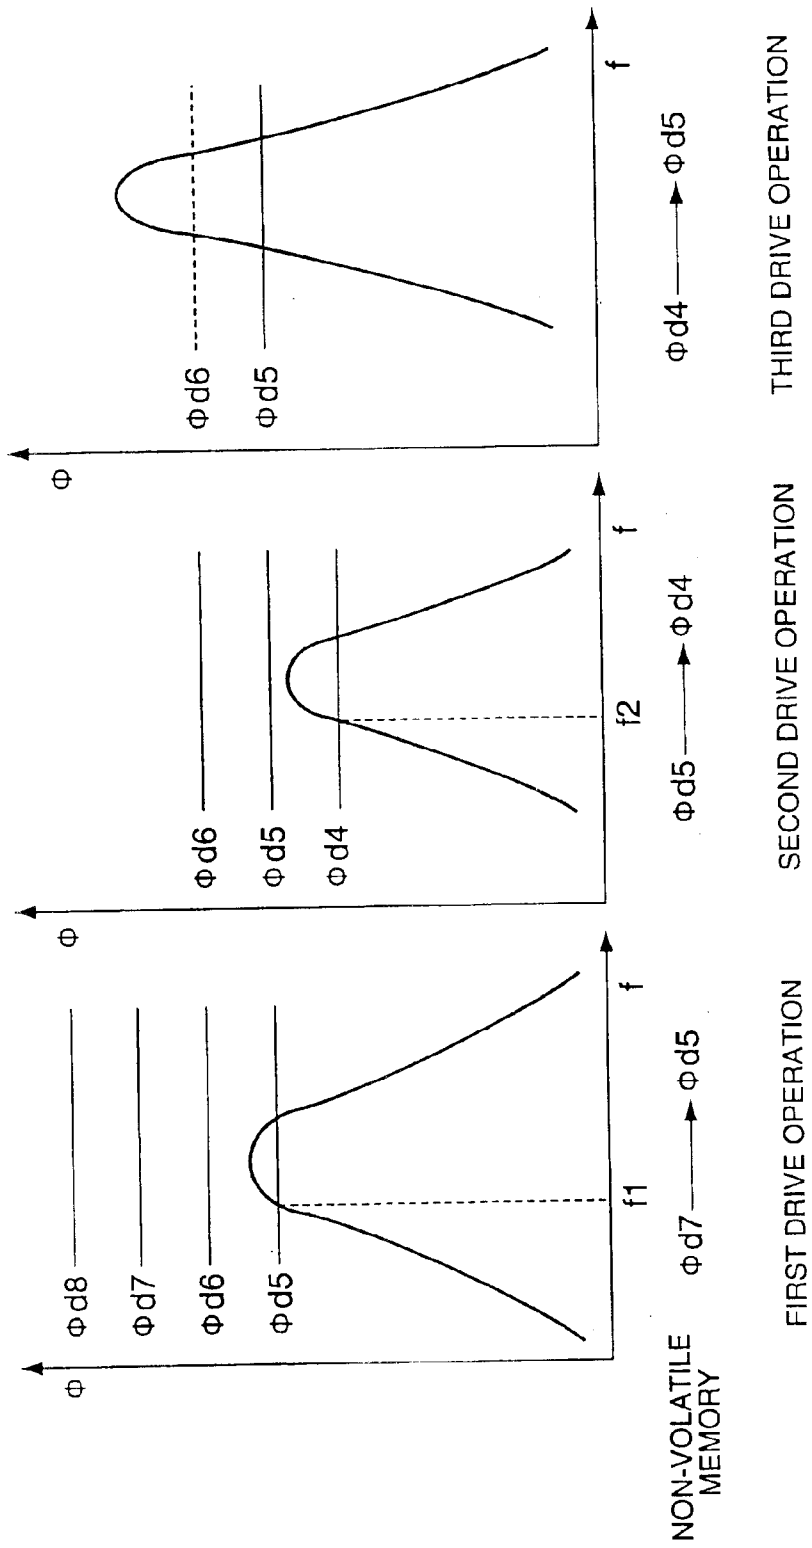 Φ
Φd8
Φd7
Φd6
Φd5
f1
f
NON-VOLATILE
MEMORY
Φd7 → Φd5
FIRST DRIVE OPERATION
Φ
Φd6
Φd5
Φd4
f2
f
Φd5 → Φd4
SECOND DRIVE OPERATION
Φ
Φd6
Φd5
f
Φd4 → Φd5
THIRD DRIVE OPERATION